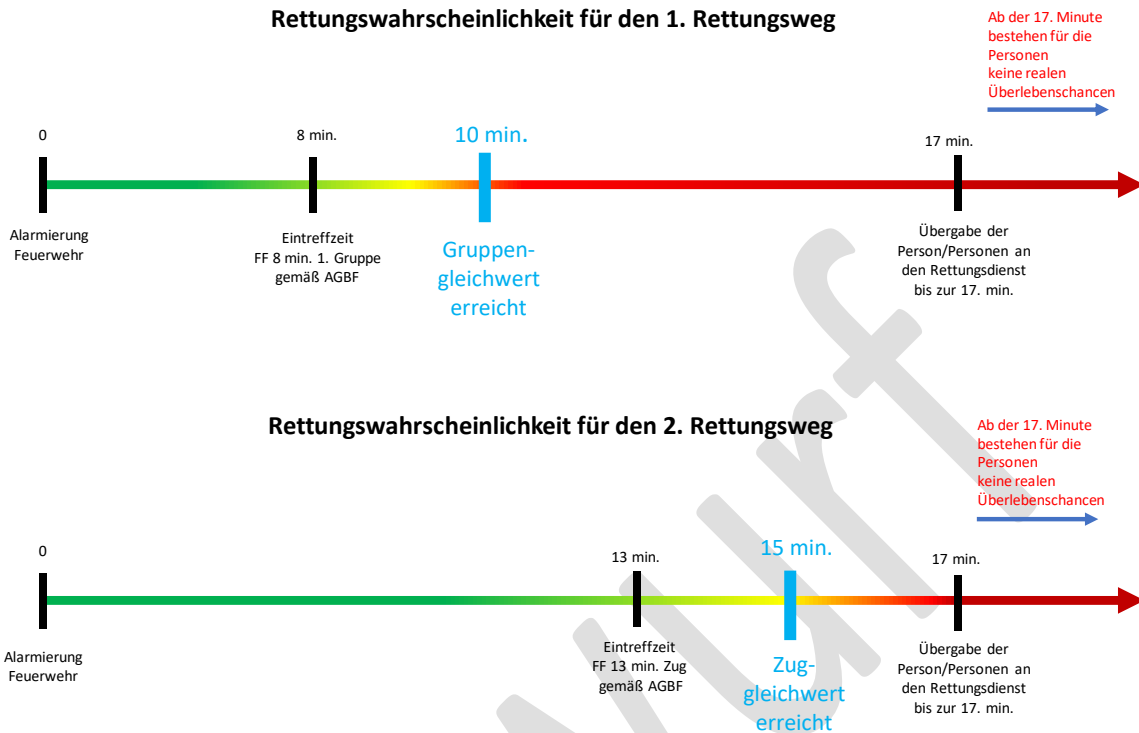 Rettungswahrscheinlichkeit für den 1. Rettungsweg
Ab der 17. Minute
bestehen für die
Personen
keine realen
Überlebenschancen
0
8 min.
10 min.
17 min.
Alarmierung
Feuerwehr
Eintreffzeit
FF 8 min. 1. Gruppe
gemäß AGBF
Gruppen-
gleichwert
erreicht
Übergabe der
Person/Personen an
den Rettungsdienst
bis zur 17. min.
Rettungswahrscheinlichkeit für den 2. Rettungsweg
Ab der 17. Minute
bestehen für die
Personen
keine realen
Überlebenschancen
0
13 min.
15 min.
17 min.
Alarmierung
Feuerwehr
Eintreffzeit
FF 13 min. Zug
gemäß AGBF
Zug-
gleichwert
erreicht
Übergabe der
Person/Personen an
den Rettungsdienst
bis zur 17. min.
wurf